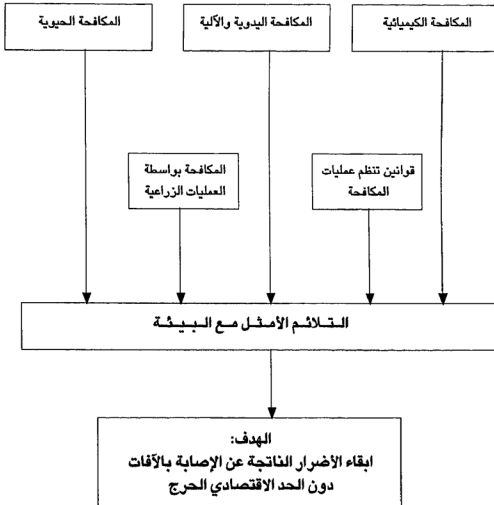 المكافحة الكيميائية
المكافحة اليدوية والآلية
المكافحة الحيوية
قوانين تنظم عمليات
المكافحة
المكافحة بواسطة
العمليات الزراعية
التلائم الأمثل مع البيئة
الهدف:
ابقاء الأضرار الناتجة عن الإصابة بالآفات
دون الحد الاقتصادي الحرج